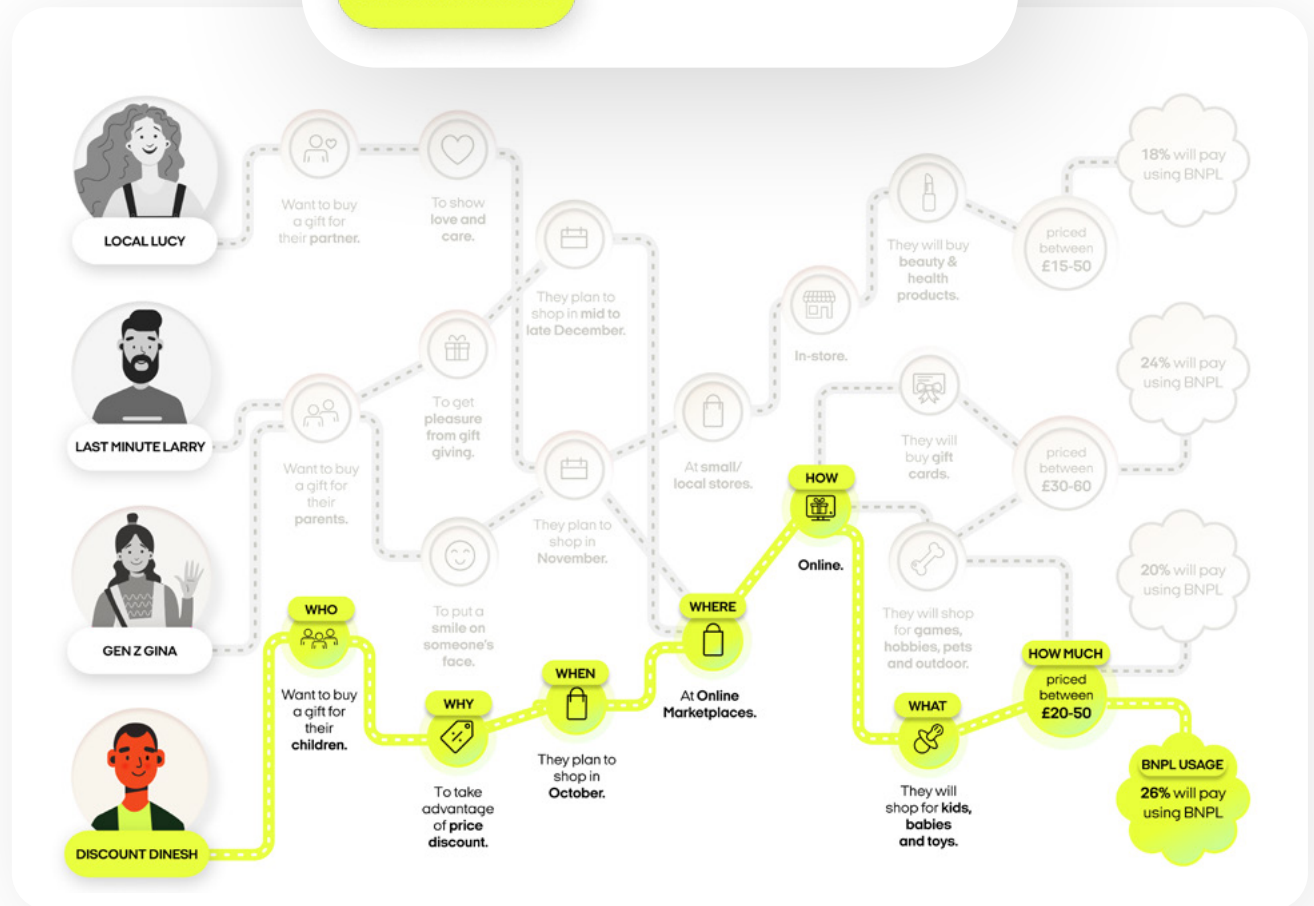 LOCAL LUCY
Want to buy
a gift for
their partner.
To show
love and
care.
They plan to
shop in mid to
late December.
In-store.
They will buy
beauty &
health
products.
priced
between
£15-50
18% will pay
using BNPL
LAST MINUTE LARRY
Want to buy
a gift for
their
parents.
To get
pleasure
from gift
giving.
They plan to
shop in
November.
At small/
local stores.
They will
buy gift
cards.
priced
between
£30-60
24% will pay
using BNPL
GEN Z GINA
To put a
smile on
someone's
face.
They will shop
for games,
hobbies, pets
and outdoor.
20% will pay
using BNPL
DISCOUNT DINESH
WHO
Want to buy
a gift for
their
children.
WHY
To take
advantage
of price
discount.
WHEN
They plan to
shop in
October.
WHERE
At Online
Marketplaces.
HOW
Online.
WHAT
They will
shop for kids,
babies
and toys.
HOW MUCH
priced
between
£20-50
BNPL USAGE
26% will pay
using BNPL